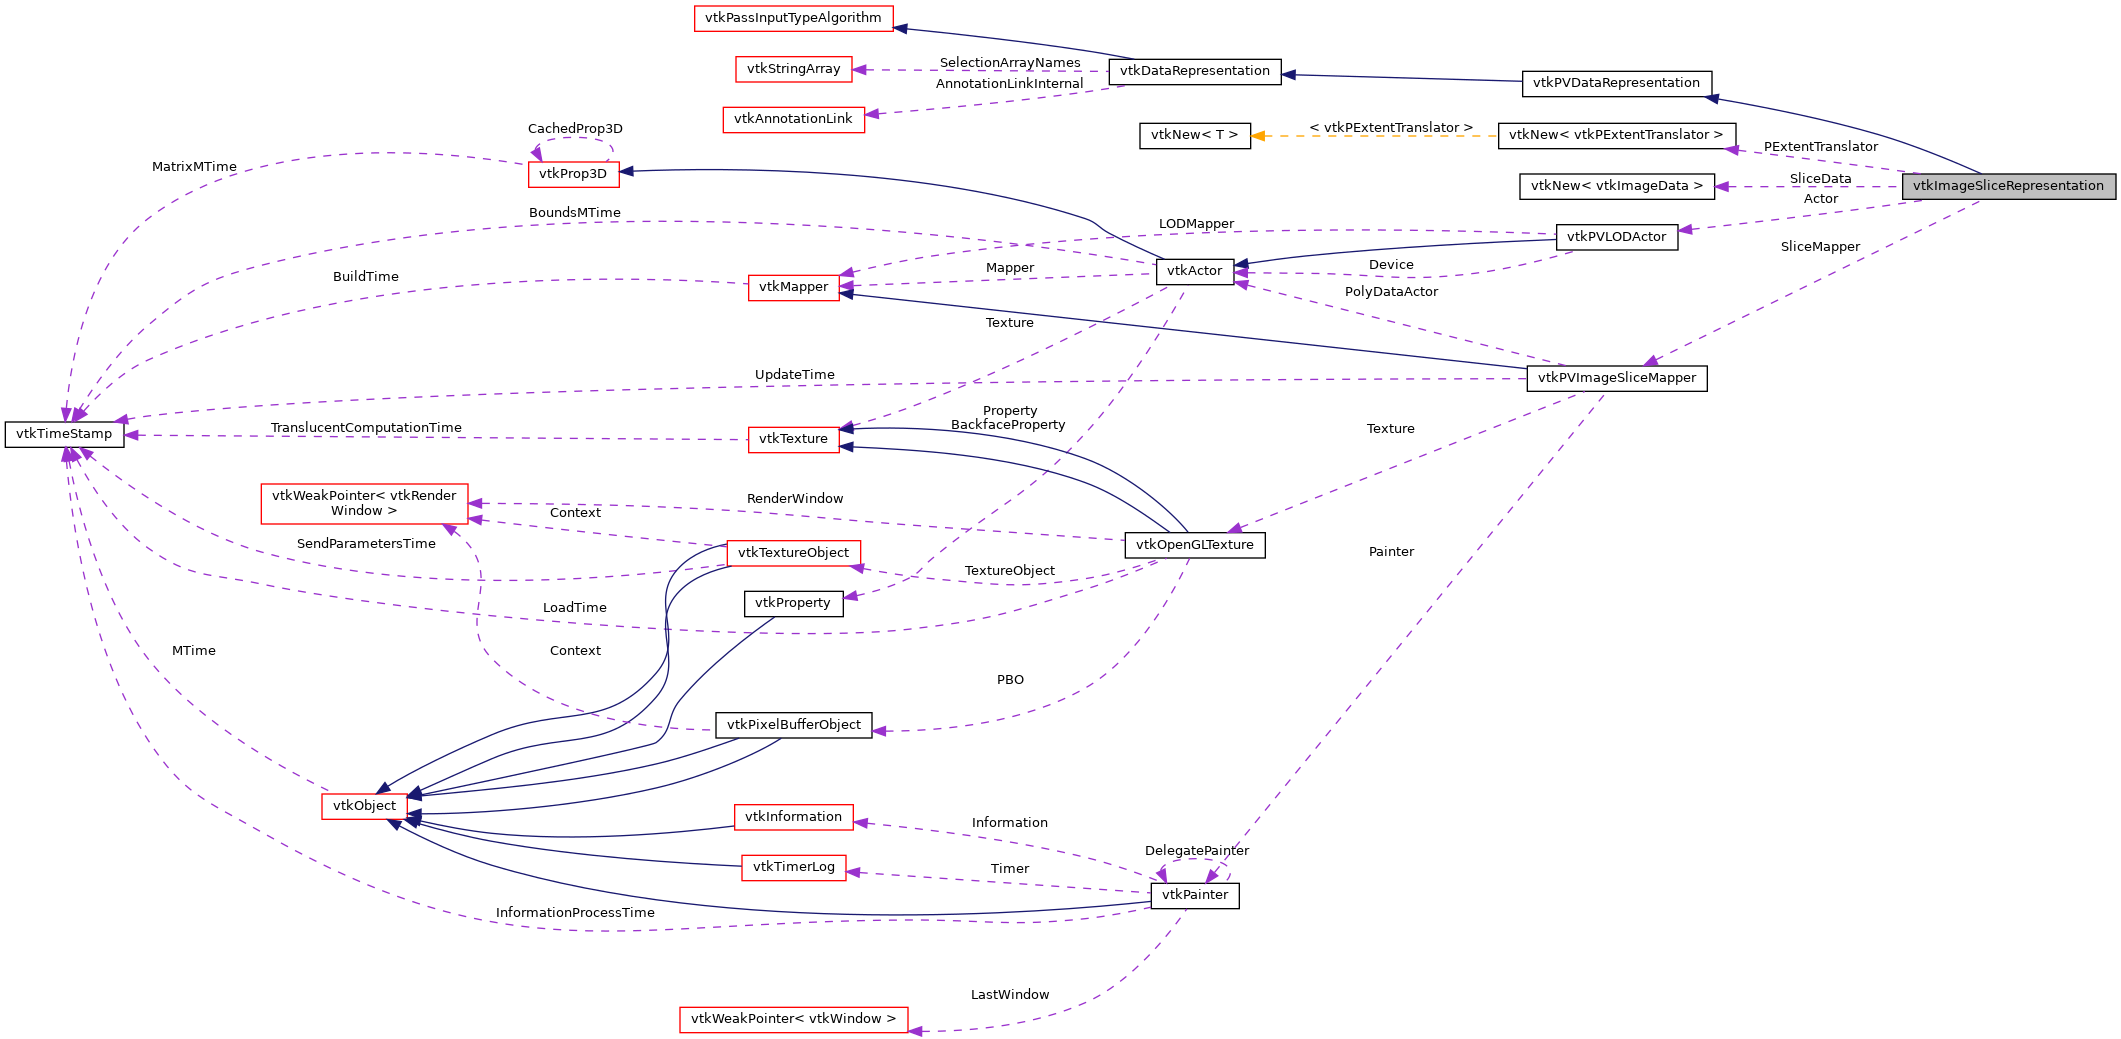 vtkPassInputTypeAlgorithm
vtkStringArray
SelectionArrayNames
vtkDataRepresentation
vtkPVDataRepresentation
AnnotationLinkInternal
vtkAnnotationLink
CachedProp3D
vtkNew< T >
< vtkPExtentTranslator >
vtkNew< vtkPExtentTranslator >
PExtentTranslator
MatrixMTime
vtkProp3D
SliceData
vtkNew< vtkImageData >
vtkImageSliceRepresentation
Actor
BoundsMTime
LODMapper
vtkPVLODActor
SliceMapper
BuildTime
Mapper
vtkActor
Device
vtkMapper
PolyDataActor
Texture
UpdateTime
vtkPVImageSliceMapper
Property
BackfaceProperty
vtkTimeStamp
TranslucentComputationTime
vtkTexture
Texture
vtkWeakPointer< vtkRender
Window >
RenderWindow
Context
SendParametersTime
vtkTextureObject
vtkOpenGLTexture
Painter
TextureObject
LoadTime
vtkProperty
MTime
Context
PBO
vtkPixelBufferObject
vtkObject
vtkInformation
Information
DelegatePainter
vtkTimerLog
Timer
vtkPainter
InformationProcessTime
LastWindow
vtkWeakPointer< vtkWindow >